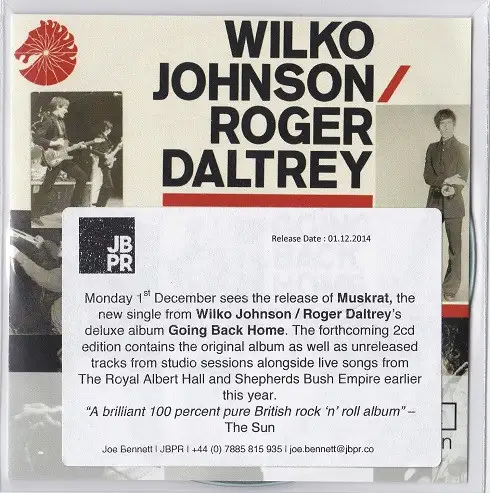 WILKO
JOHNSON/
ROGER
DALTREY
JB
PR
Release Date : 01.12.2014
Monday 1st December sees the release of Muskrat, the
new single from Wilko Johnson / Roger Daltrey's
deluxe album Going Back Home. The forthcoming 2cd
edition contains the original album as well as unreleased
tracks from studio sessions alongside live songs from
The Royal Albert Hall and Shepherds Bush Empire earlier
this year.
"A brilliant 100 percent pure British rock 'n' roll album" –
The Sun
Joe Bennett | JBPR | +44 (0) 7885 815 935 | joe.bennett@jbpr.co